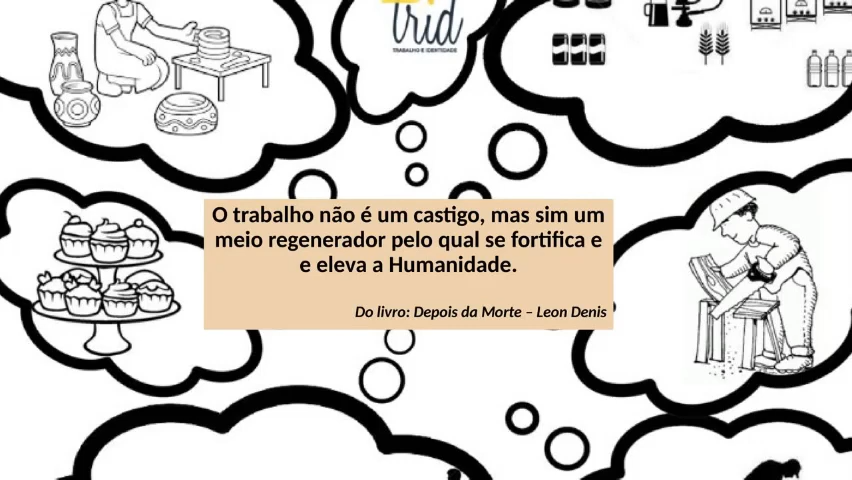 trid
TRABALHO E IDENTIDADE
O trabalho não é um castigo, mas sim um
meio regenerador pelo qual se fortifica e
e eleva a Humanidade.
Do livro: Depois da Morte – Leon Denis